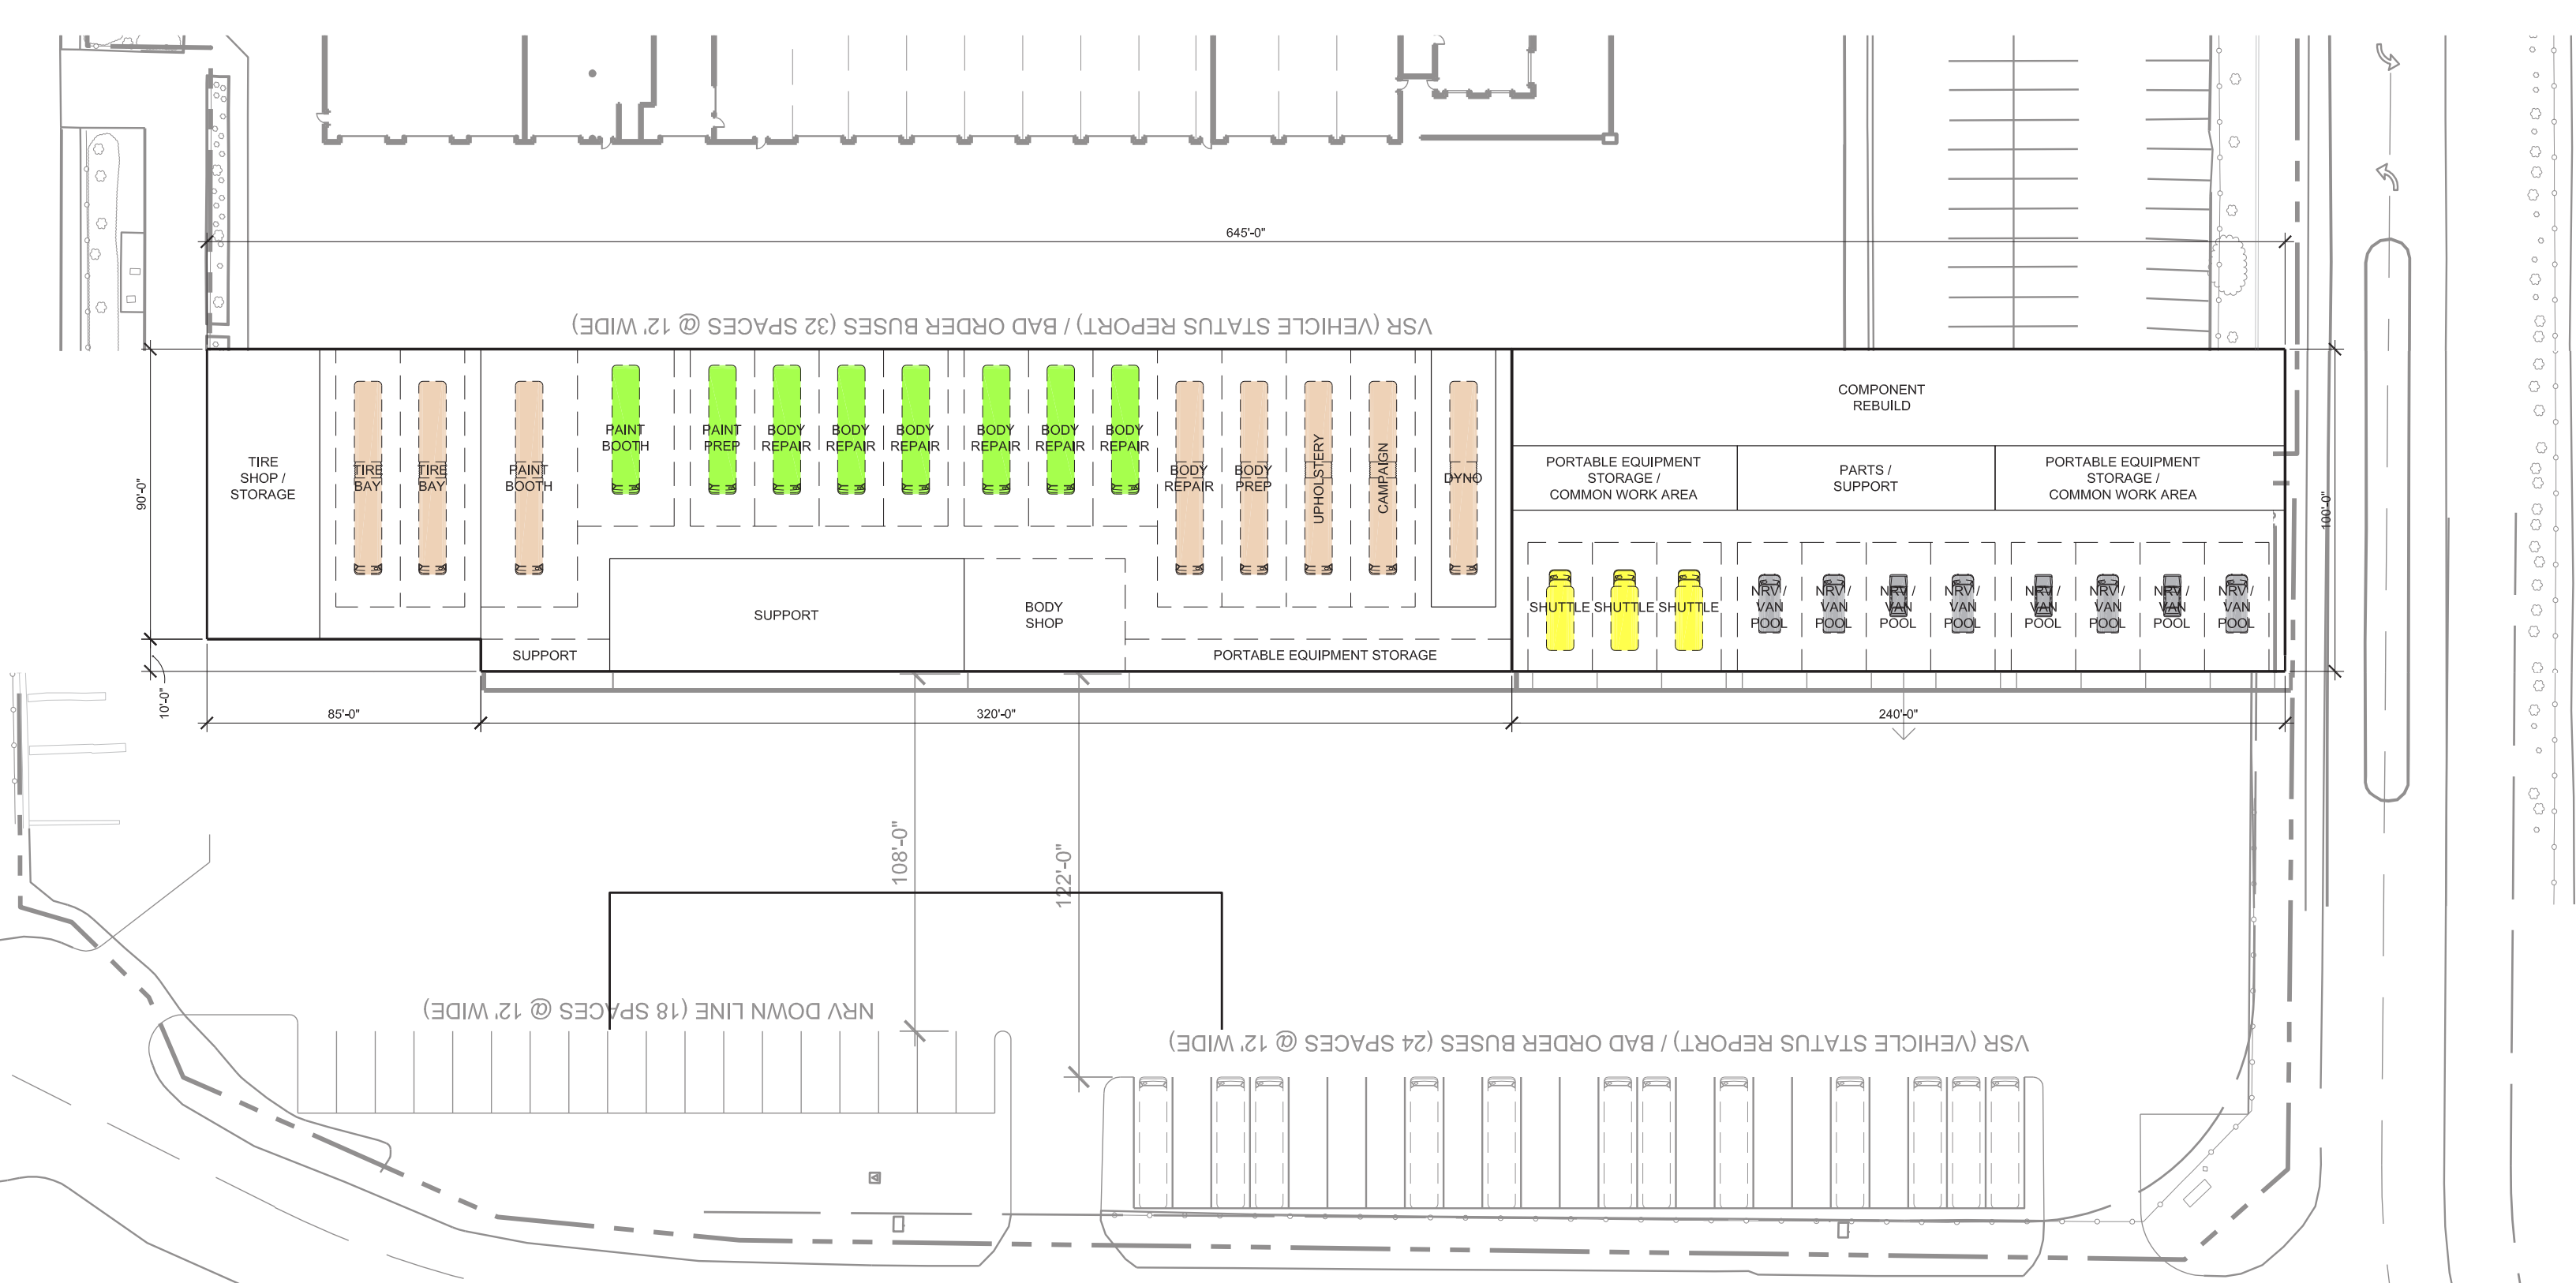 645'-0"
VSR (VEHICLE STATUS REPORT) / BAD ORDER BUSES (32 SPACES @ 12' WIDE)
90'-0"
10'-0"
TIRE
SHOP /
STORAGE
TIRE
BAY
TIRE
BAY
PAINT
BOOTH
PAINT
BOOTH
PAINT
PREP
BODY
REPAIR
BODY
REPAIR
BODY
REPAIR
BODY
REPAIR
BODY
REPAIR
BODY
REPAIR
BODY
REPAIR
BODY
PREP
UPHOLSTERY
CAMPAIGN
DYNO
SUPPORT
SUPPORT
BODY
SHOP
PORTABLE EQUIPMENT STORAGE
COMPONENT
REBUILD
PORTABLE EQUIPMENT
STORAGE /
COMMON WORK AREA
PARTS /
SUPPORT
PORTABLE EQUIPMENT
STORAGE /
COMMON WORK AREA
SHUTTLE
SHUTTLE
SHUTTLE
NRV /
VAN
POOL
NRV /
VAN
POOL
NRV /
VAN
POOL
NRV /
VAN
POOL
NRV /
VAN
POOL
NRV /
VAN
POOL
NRV /
VAN
POOL
NRV /
VAN
POOL
100'-0"
85'-0"
320'-0"
240'-0"
108'-0"
122'-0"
NRV DOWN LINE (18 SPACES @ 12' WIDE)
VSR (VEHICLE STATUS REPORT) / BAD ORDER BUSES (24 SPACES @ 12' WIDE)